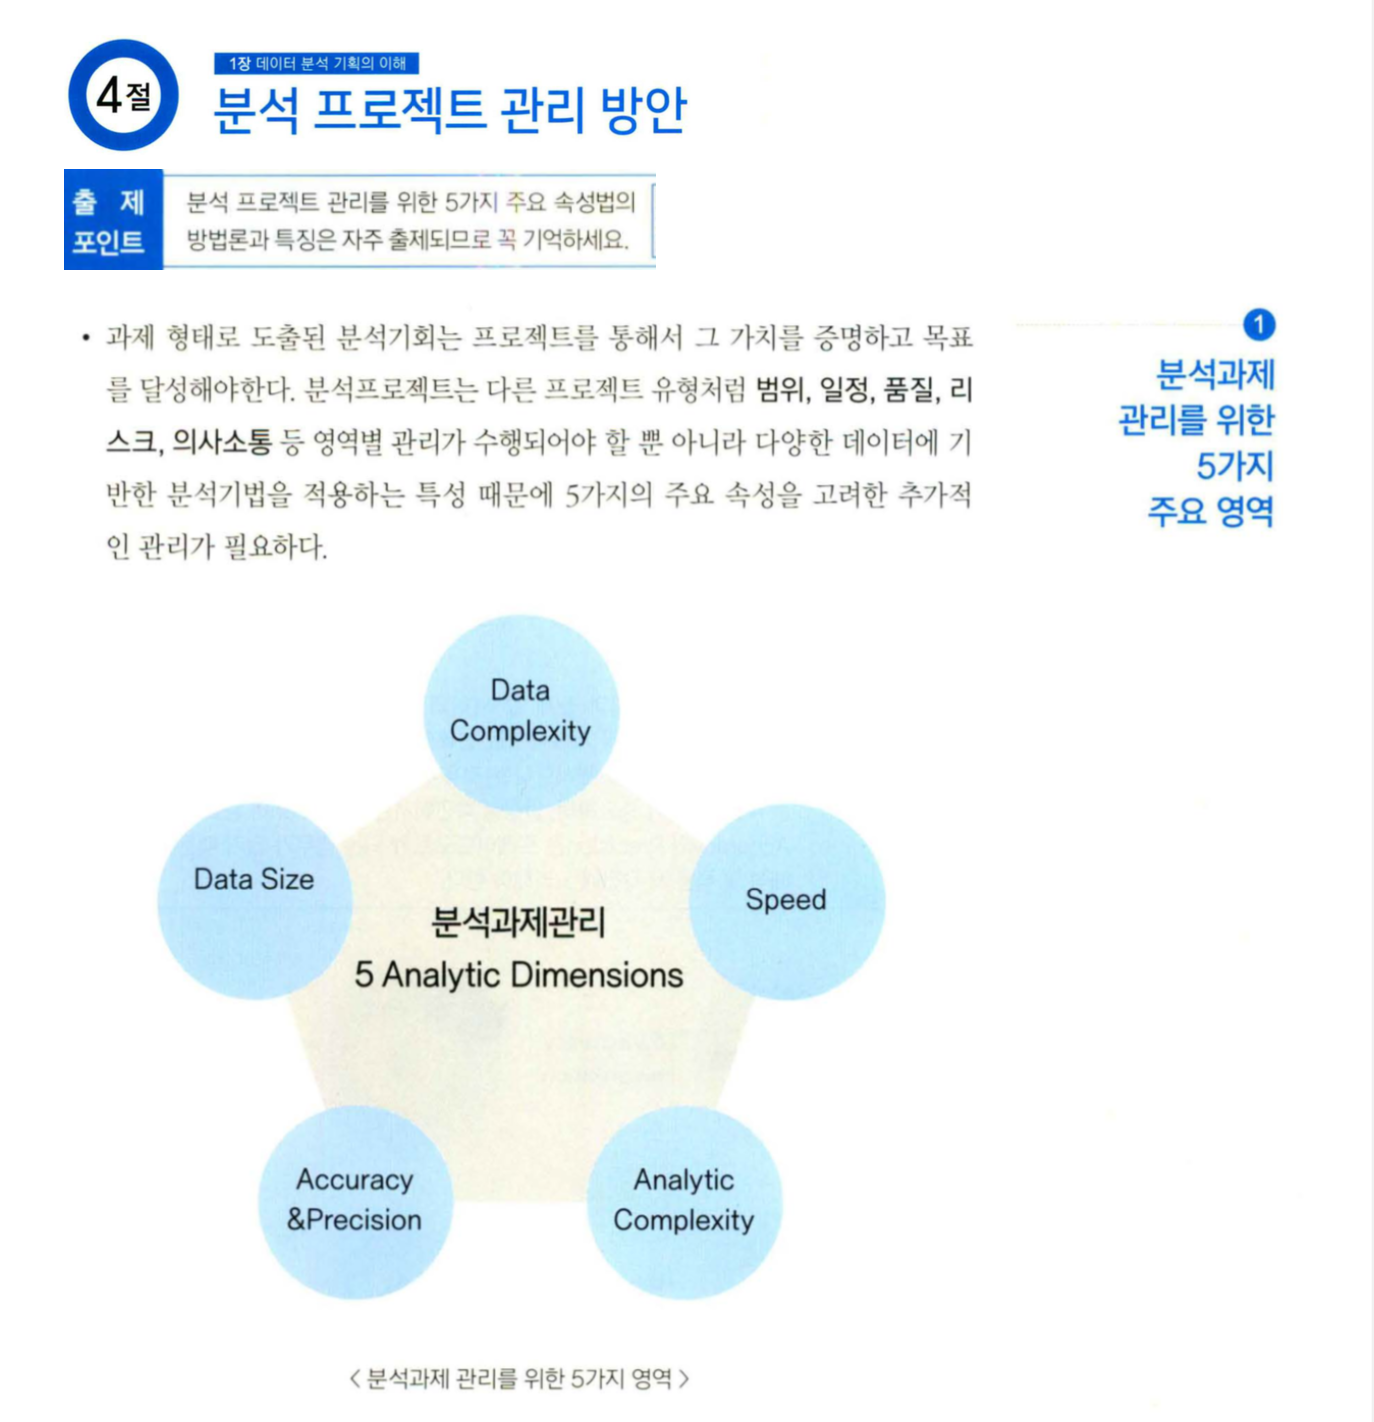 4절
1장 데이터 분석 기획의 이해
분석 프로젝트 관리 방안
출 제
포인트
분석 프로젝트 관리를 위한 5가지 주요 속성법의
방법론과 특징은 자주 출제되므로 꼭 기억하세요.
• 과제 형태로 도출된 분석기회는 프로젝트를 통해서 그 가치를 증명하고 목표
를 달성해야한다. 분석프로젝트는 다른 프로젝트 유형처럼 범위, 일정, 품질, 리
스크, 의사소통 등 영역별 관리가 수행되어야 할 뿐 아니라 다양한 데이터에 기
반한 분석기법을 적용하는 특성 때문에 5가지의 주요 속성을 고려한 추가적
인 관리가 필요하다.
1
분석과제
관리를 위한
5가지
주요 영역
Data
Complexity
Data Size
Speed
분석과제관리
5 Analytic Dimensions
Accuracy
&Precision
Analytic
Complexity
< 분석과제 관리를 위한 5가지 영역 >